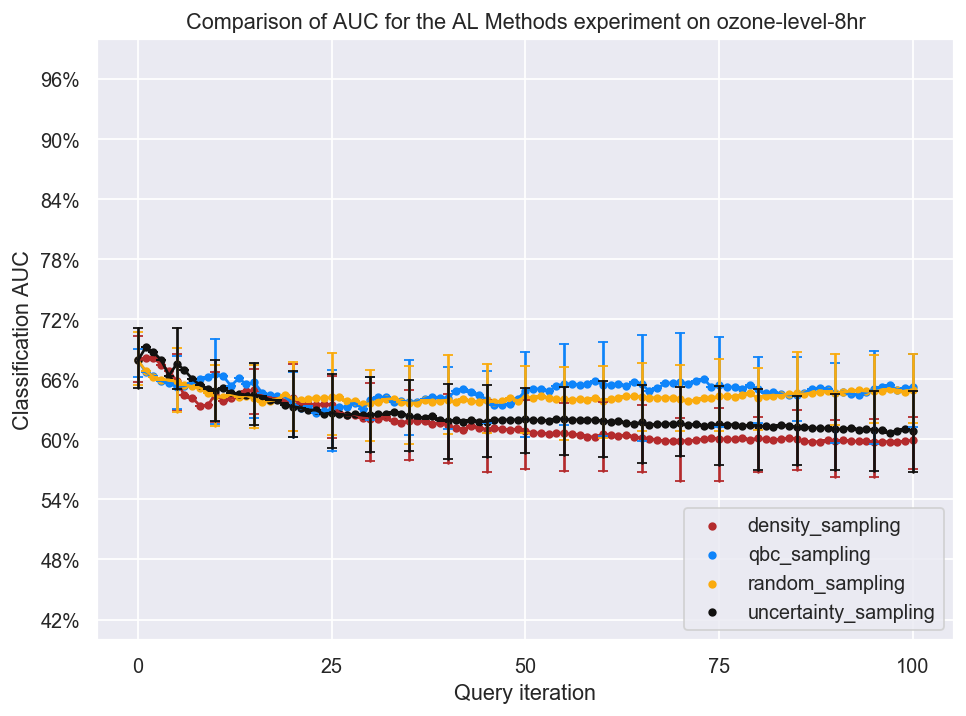 Comparison of AUC for the AL Methods experiment on ozone-level-8hr
96%
90%
84%
78%
72%
66%
60%
54%
48%
42%
Classification AUC
density_sampling
qbc_sampling
random_sampling
uncertainty_sampling
0
25
50
75
100
Query iteration